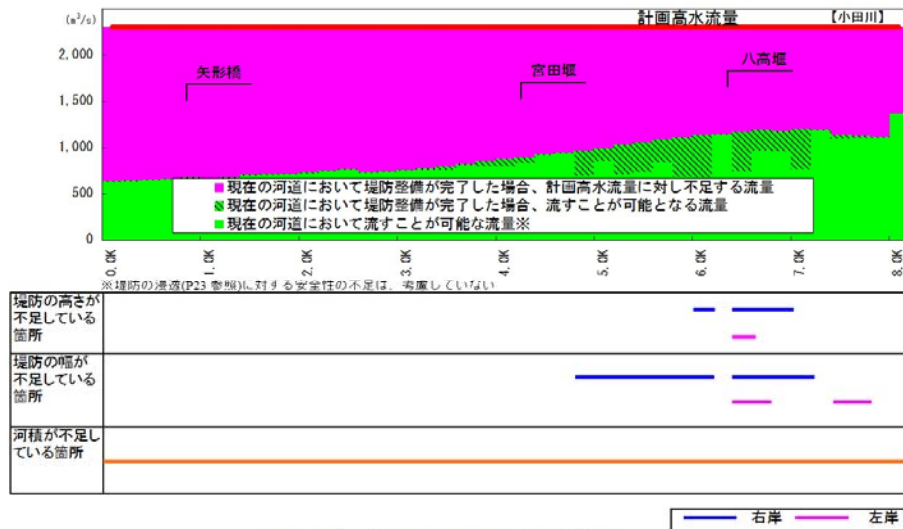 (m³/s)
計画高水流量
【小田川】
2,000
1,500
1,000
500
0
矢形橋
宮田堰
八高堰
■現在の河道において堤防整備が完了した場合、計画高水流量に対し不足する流量
現在の河道において堤防整備が完了した場合、流すことが可能となる流量
■現在の河道において流すことが可能な流量※
0.0K
1.0K
2.0K
3.0K
4.0K
5.0K
6.0K
7.0K
8.0K
※堤防の浸透(P23 参照)に対する安全性の不足は、考慮していない
堤防の高さが
不足している
箇所
堤防の幅が
不足している
箇所
河積が不足し
ている箇所
右岸
左岸